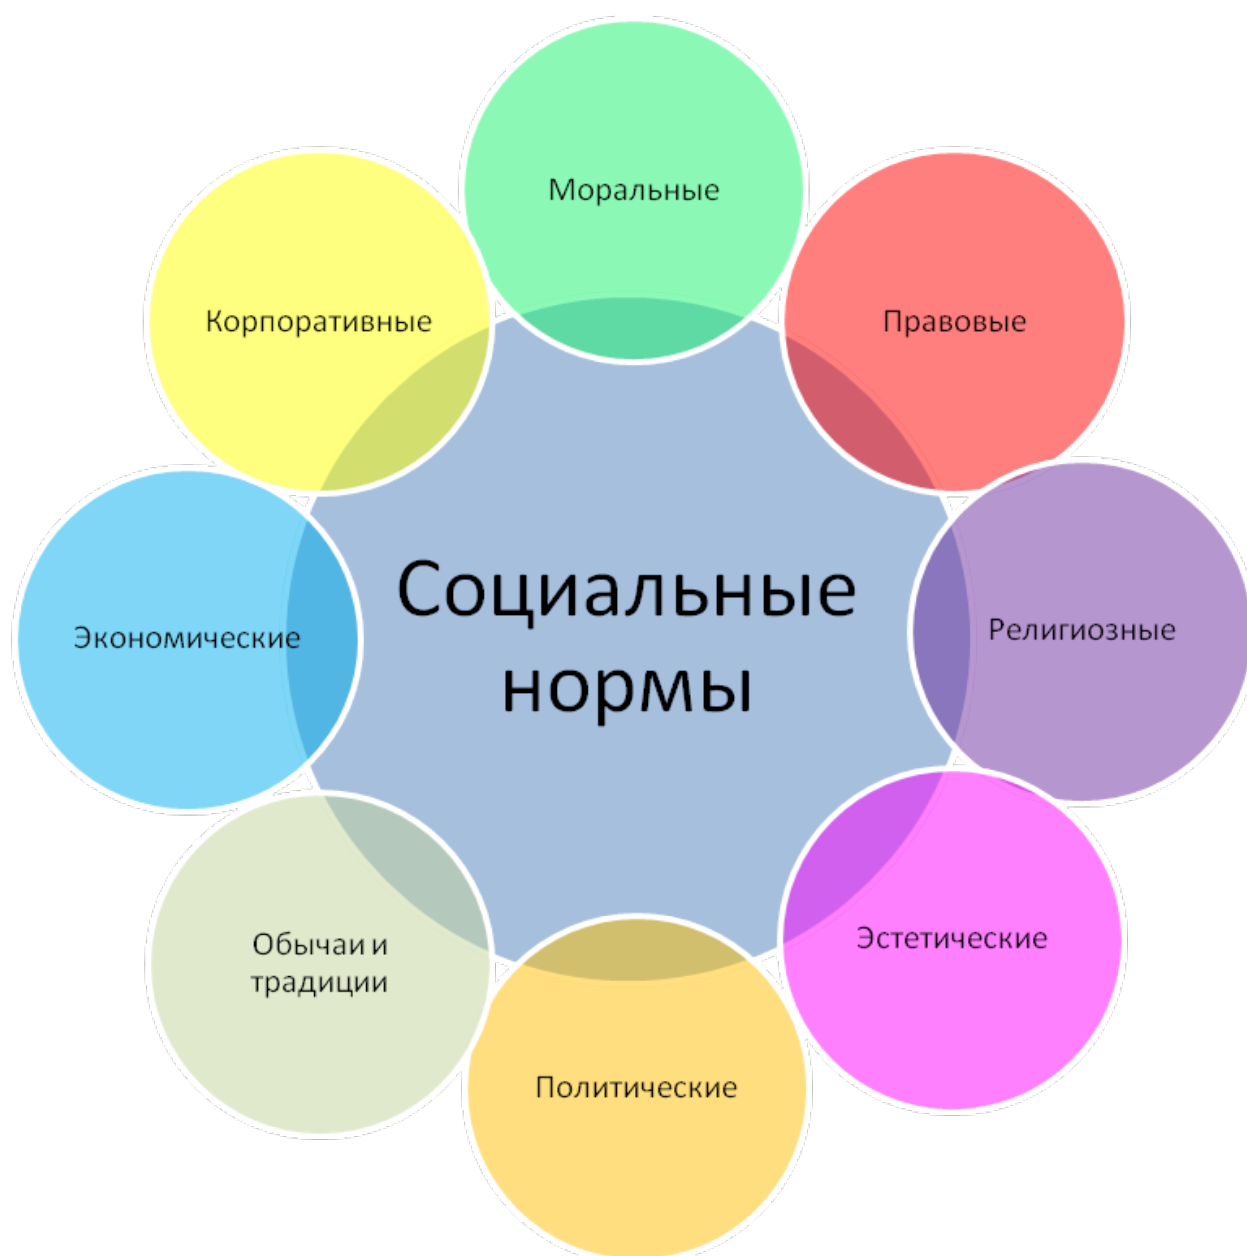 Моральные
Корпоративные
Правовые
Социальные
нормы
Экономические
Религиозные
Обычаи и
традиции
Эстетические
Политические